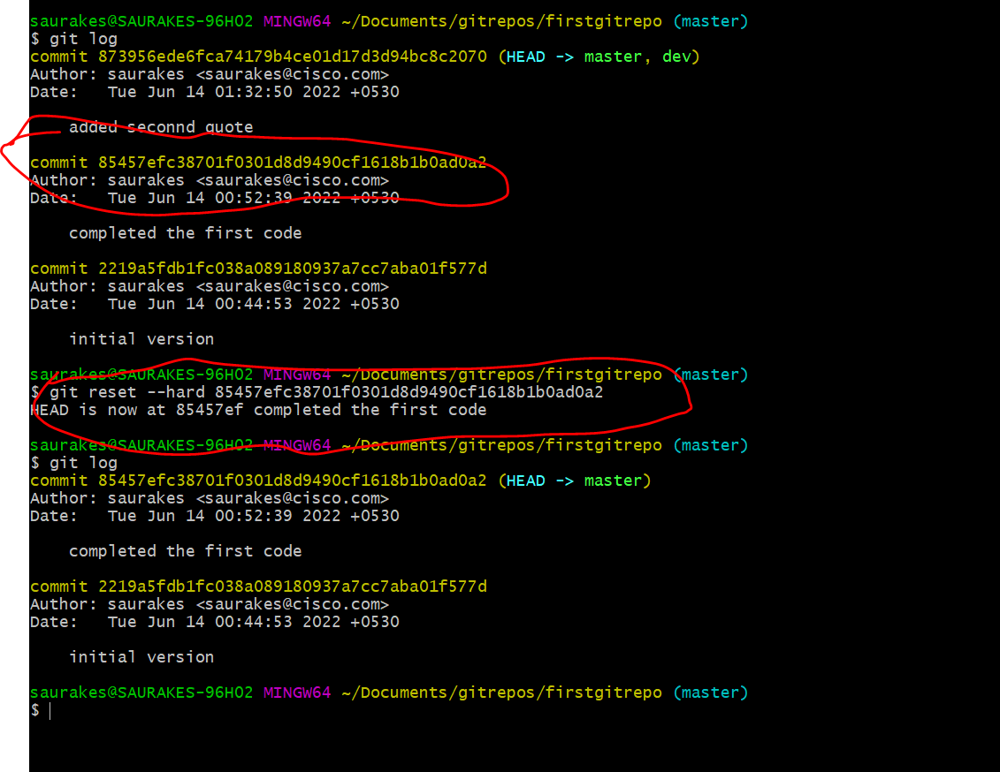 saurakes@SAURAKES-96H02 MINGW64 ~/Documents/gitrepos/firstgitrepo (master)
$ git log
commit 873956ede6fca74179b4ce01d17d3d94bc8c2070 (HEAD -> master, dev)
Author: saurakes <saurakes@cisco.com>
Date:   Tue Jun 14 01:32:50 2022 +0530
added seconnd quote
commit 85457efc38701f0301d8d9490cf1618b1b0ad0a2
Author: saurakes <saurakes@cisco.com>
Date:   Tue Jun 14 00:52:39 2022 +0530
completed the first code
commit 2219a5fdb1fc038a089180937a7cc7aba01f577d
Author: saurakes <saurakes@cisco.com>
Date:   Tue Jun 14 00:44:53 2022 +0530
initial version
saurakes@SAURAKES-96H02 MINGW64 ~/Documents/gitrepos/firstgitrepo (master)
$ git reset --hard 85457efc38701f0301d8d9490cf1618b1b0ad0a2
HEAD is now at 85457ef completed the first code
saurakes@SAURAKES-96H02 MINGW64 ~/Documents/gitrepos/firstgitrepo (master)
$ git log
commit 85457efc38701f0301d8d9490cf1618b1b0ad0a2 (HEAD -> master)
Author: saurakes <saurakes@cisco.com>
Date:   Tue Jun 14 00:52:39 2022 +0530
completed the first code
commit 2219a5fdb1fc038a089180937a7cc7aba01f577d
Author: saurakes <saurakes@cisco.com>
Date:   Tue Jun 14 00:44:53 2022 +0530
initial version
saurakes@SAURAKES-96H02 MINGW64 ~/Documents/gitrepos/firstgitrepo (master)
$